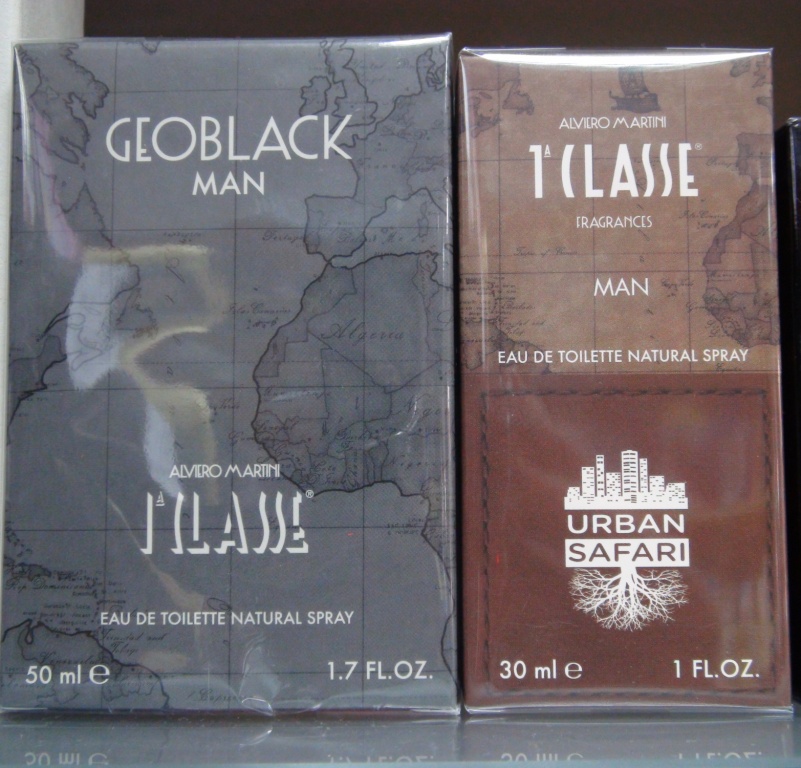 GEOBLACK
MAN
Algeria
ALVIERO MARTINI
1ª CLASSE®
EAU DE TOILETTE NATURAL SPRAY
50 ml ℮ 1.7 FL.OZ.
ALVIERO MARTINI
1ª CLASSE®
FRAGRANCES
MAN
EAU DE TOILETTE NATURAL SPRAY
URBAN
SAFARI
30 ml ℮ 1 FL.OZ.